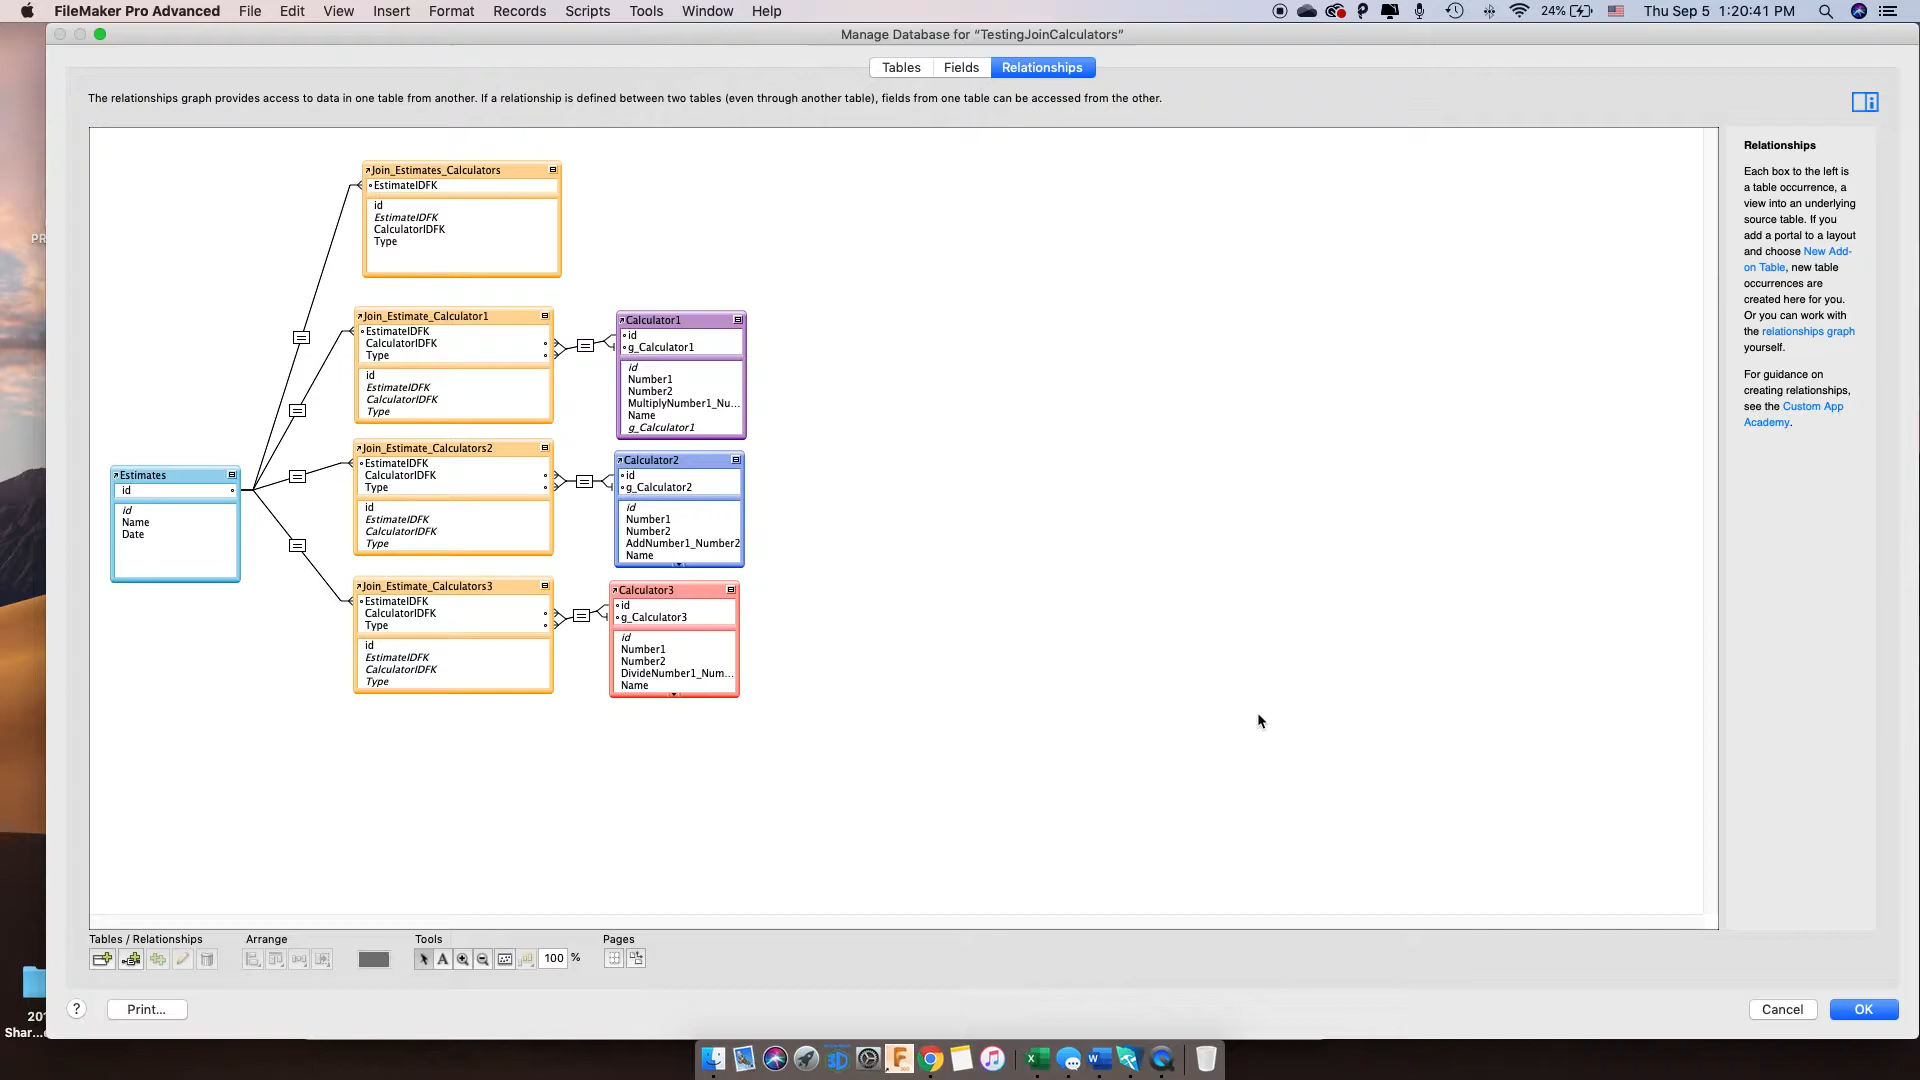 FileMaker Pro Advanced File Edit View Insert Format Records Scripts Tools Window Help
24% Thu Sep 5 1:20:41 PM
Manage Database for “TestingJoinCalculators”
Tables Fields Relationships
The relationships graph provides access to data in one table from another. If a relationship is defined between two tables (even through another table), fields from one table can be accessed from the other.
Join_Estimates_Calculators
EstimateIDFK
id
EstimateIDFK
CalculatorIDFK
Type
Join_Estimate_Calculator1
EstimateIDFK
CalculatorIDFK
Type
id
EstimateIDFK
CalculatorIDFK
Type
Calculator1
id
g_Calculator1
id
Number1
Number2
MultiplyNumber1_Nu...
Name
g_Calculator1
Join_Estimate_Calculators2
EstimateIDFK
CalculatorIDFK
Type
id
EstimateIDFK
CalculatorIDFK
Type
Calculator2
id
g_Calculator2
id
Number1
Number2
AddNumber1_Number2
Name
Estimates
id
id
Name
Date
Join_Estimate_Calculators3
EstimateIDFK
CalculatorIDFK
Type
id
EstimateIDFK
CalculatorIDFK
Type
Calculator3
id
g_Calculator3
id
Number1
Number2
DivideNumber1_Num...
Name
Relationships
Each box to the left is
a table occurrence, a
view into an underlying
source table. If you
add a portal to a layout
and choose New Add-
on Table, new table
occurrences are
created here for you.
Or you can work with
the relationships graph
yourself.
For guidance on
creating relationships,
see the Custom App
Academy.
PR
Tables / Relationships Arrange Tools Pages
A 100 %
? Print... Cancel OK
201
Shar...e